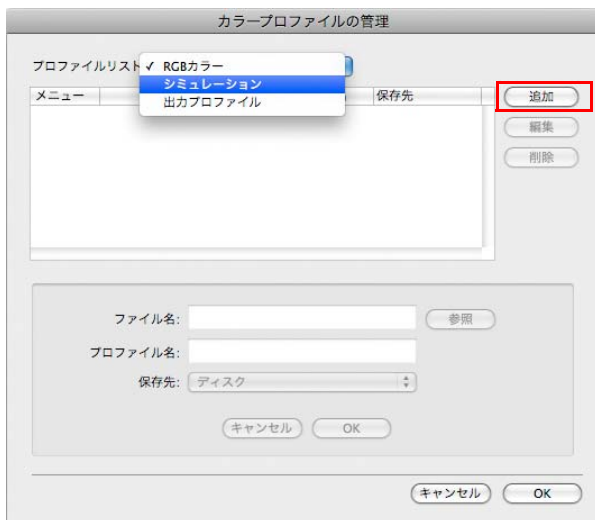 カラープロファイルの管理
プロファイルリスト
✓ RGBカラー
シミュレーション
出力プロファイル
メニュー
保存先
追加
編集
削除
ファイル名:
参照
プロファイル名:
保存先: ディスク
キャンセル OK
キャンセル OK